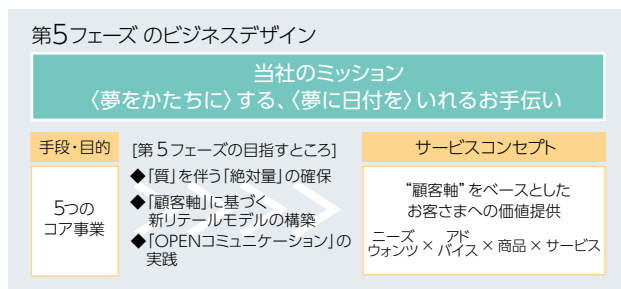 第5フェーズ のビジネスデザイン
当社のミッション
〈夢をかたちに〉する、〈夢に日付を〉いれるお手伝い
手段・目的
5つの
コア事業
[第5フェーズの目指すところ]
◆「質」を伴う「絶対量」の確保
◆「顧客軸」に基づく
新リテールモデルの構築
◆「OPENコミュニケーション」の
実践
サービスコンセプト
“顧客軸”をベースとした
お客さまへの価値提供
ニーズ
ウォンツ × アド
バイス × 商品 × サービス